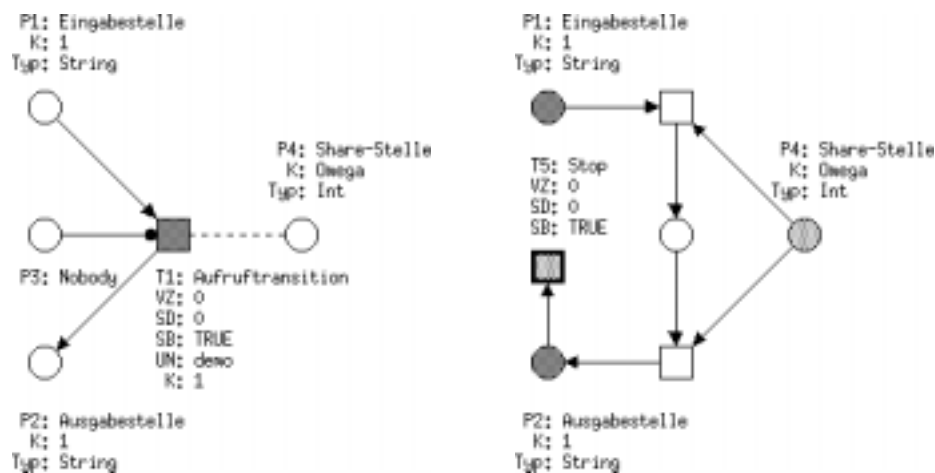 P1: Eingabestelle
K: 1
Typ: String
P4: Share-Stelle
K: Omega
Typ: Int
P3: Nobody
T1: Aufruftransition
VZ: 0
SD: 0
SB: TRUE
UN: demo
K: 1
P2: Ausgabestelle
K: 1
Typ: String
P1: Eingabestelle
K: 1
Typ: String
T5: Stop
VZ: 0
SD: 0
SB: TRUE
P4: Share-Stelle
K: Omega
Typ: Int
P2: Ausgabestelle
K: 1
Typ: String